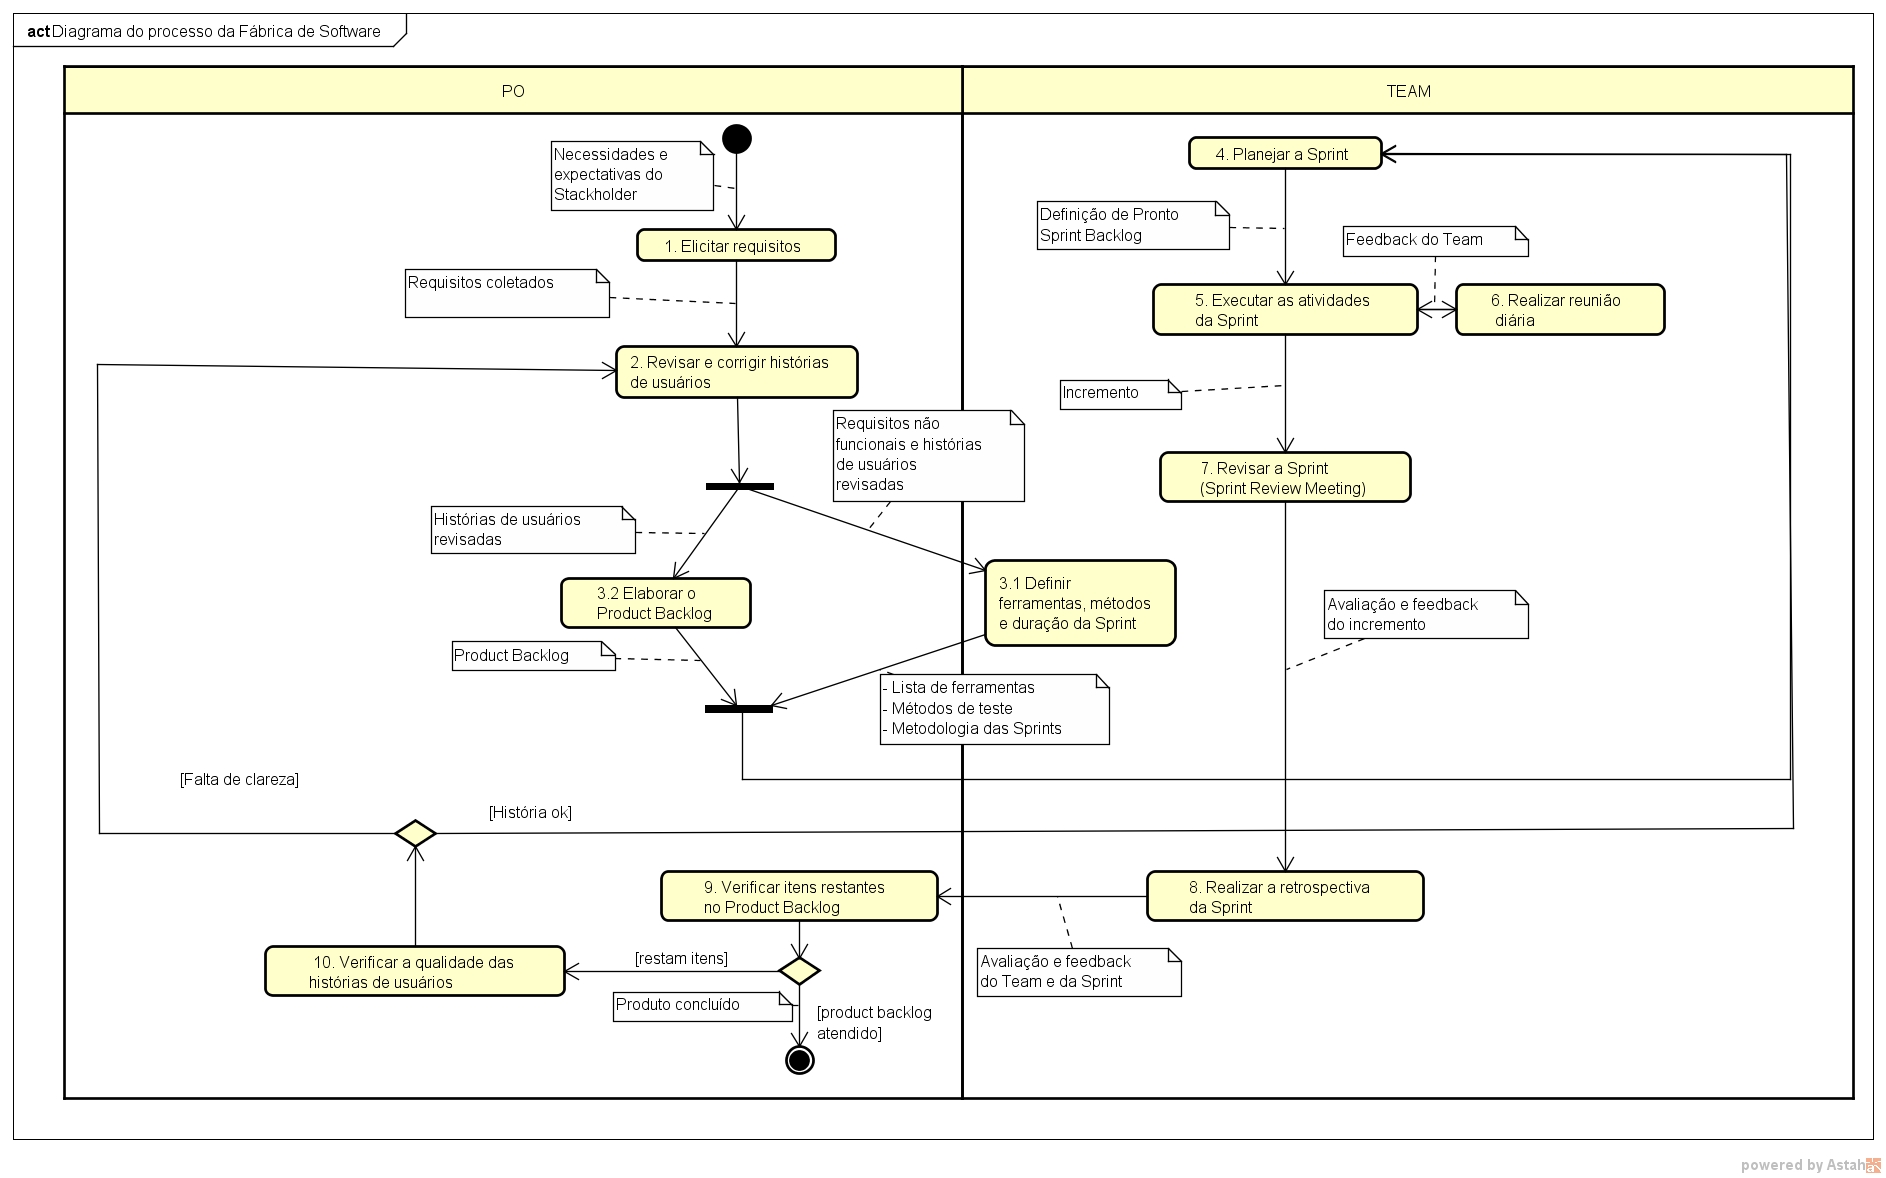 act Diagrama do processo da Fábrica de Software
PO
TEAM
Necessidades e
expectativas do
Stackholder
1. Elicitar requisitos
Requisitos coletados
2. Revisar e corrigir histórias
de usuários
Requisitos não
funcionais e histórias
de usuários
revisadas
Histórias de usuários
revisadas
3.2 Elaborar o
Product Backlog
3.1 Definir
ferramentas, métodos
e duração da Sprint
Product Backlog
- Lista de ferramentas
- Métodos de teste
- Metodologia das Sprints
4. Planejar a Sprint
Definição de Pronto
Sprint Backlog
Feedback do Team
5. Executar as atividades
da Sprint
6. Realizar reunião
diária
Incremento
7. Revisar a Sprint
(Sprint Review Meeting)
Avaliação e feedback
do incremento
8. Realizar a retrospectiva
da Sprint
Avaliação e feedback
do Team e da Sprint
9. Verificar itens restantes
no Product Backlog
[restam itens]
Produto concluído
[product backlog
atendido]
10. Verificar a qualidade das
histórias de usuários
[Falta de clareza]
[História ok]
powered by Astah